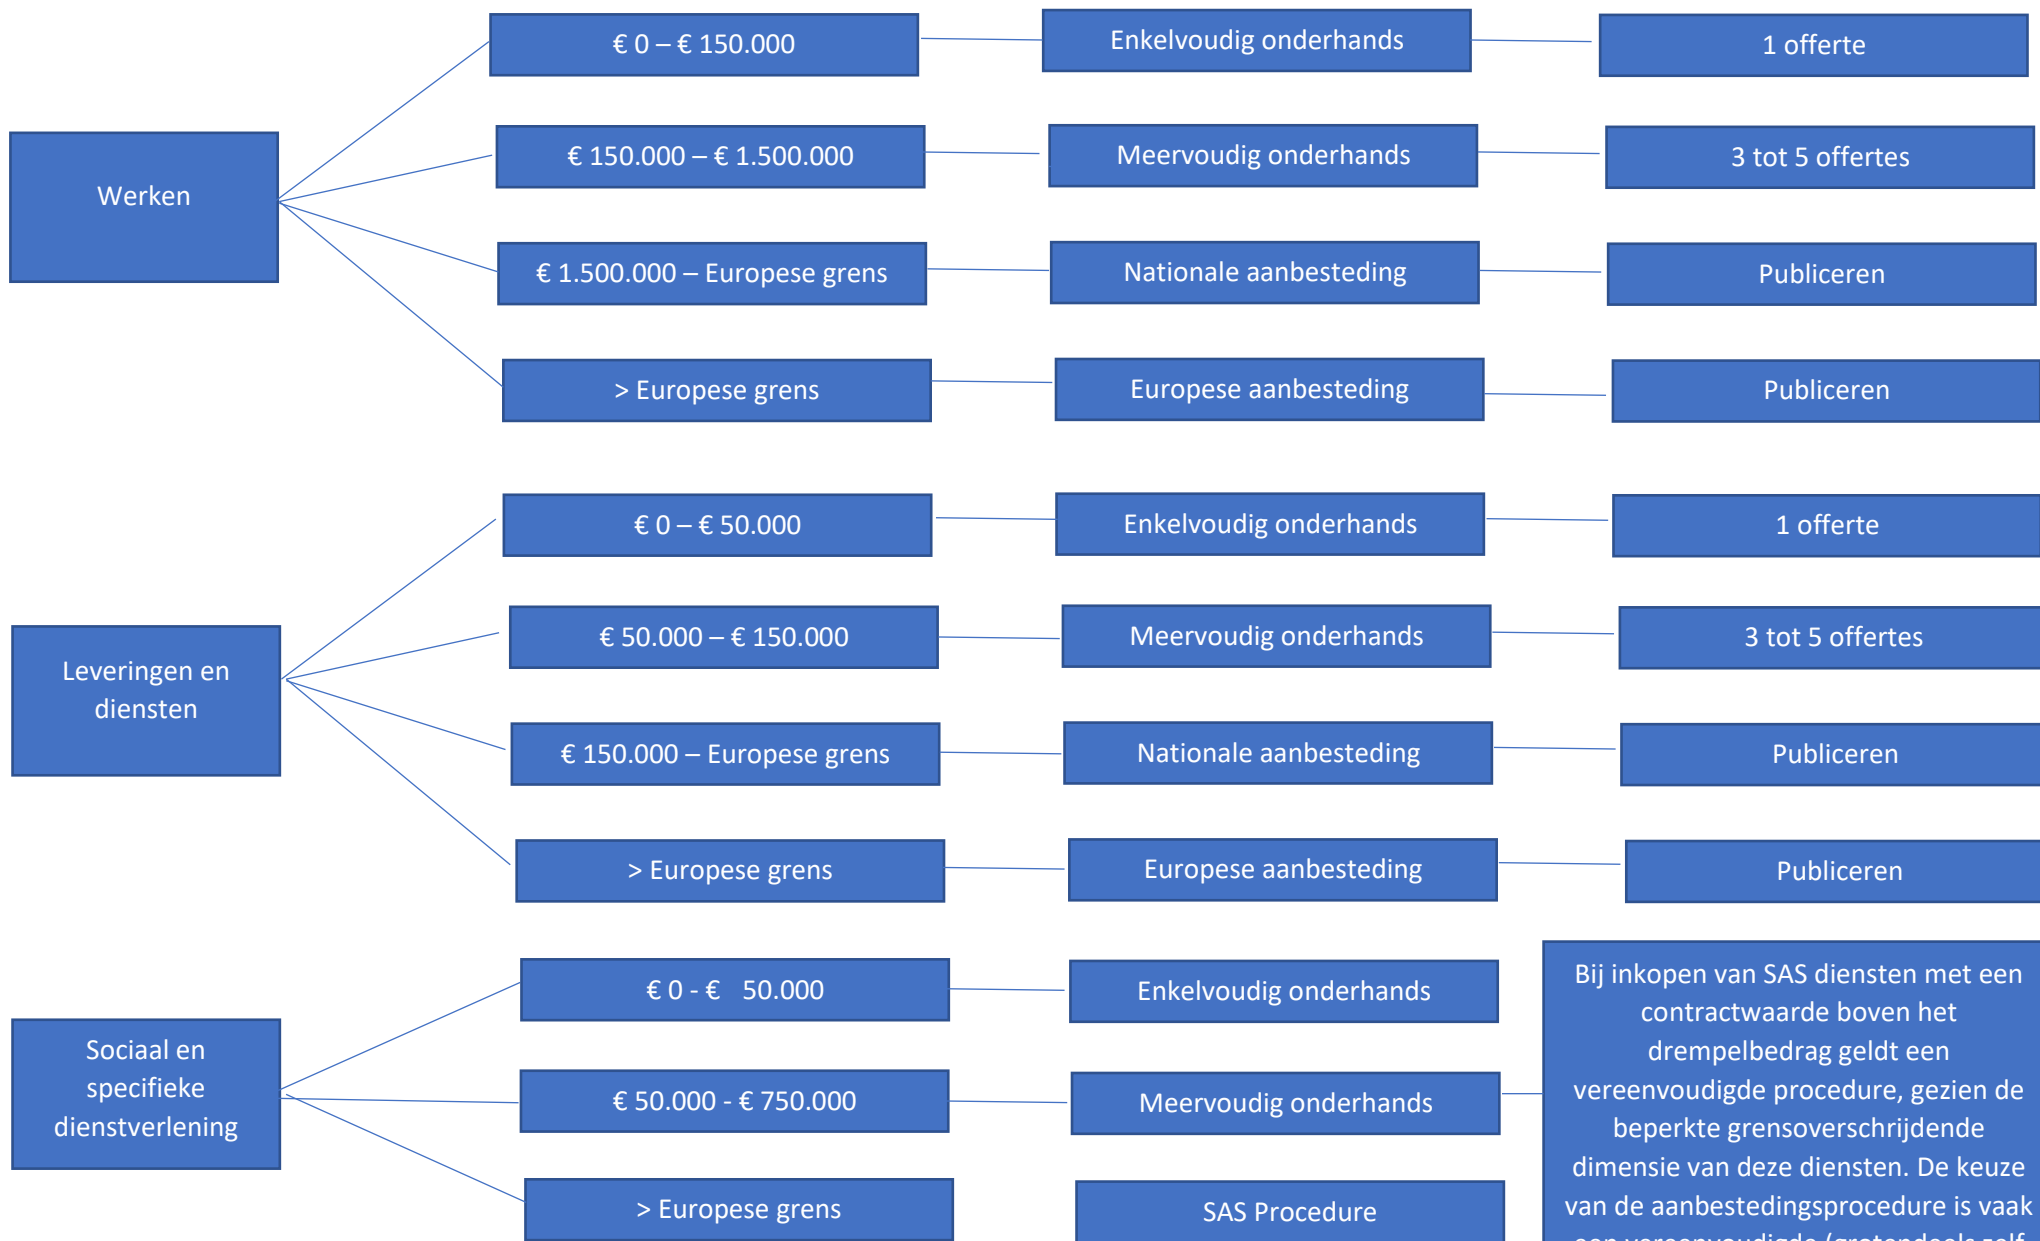 Werken
€ 0 – € 150.000
Enkelvoudig onderhands
1 offerte
€ 150.000 – € 1.500.000
Meervoudig onderhands
3 tot 5 offertes
€ 1.500.000 – Europese grens
Nationale aanbesteding
Publiceren
> Europese grens
Europese aanbesteding
Publiceren
Leveringen en
diensten
€ 0 – € 50.000
Enkelvoudig onderhands
1 offerte
€ 50.000 – € 150.000
Meervoudig onderhands
3 tot 5 offertes
€ 150.000 – Europese grens
Nationale aanbesteding
Publiceren
> Europese grens
Europese aanbesteding
Publiceren
Sociaal en
specifieke
dienstverlening
€ 0 - € 50.000
Enkelvoudig onderhands
€ 50.000 - € 750.000
Meervoudig onderhands
> Europese grens
SAS Procedure
Bij inkopen van SAS diensten met een
contractwaarde boven het
drempelbedrag geldt een
vereenvoudigde procedure, gezien de
beperkte grensoverschrijdende
dimensie van deze diensten. De keuze
van de aanbestedingsprocedure is vaak
een vereenvoudigde (grotendeels zelf